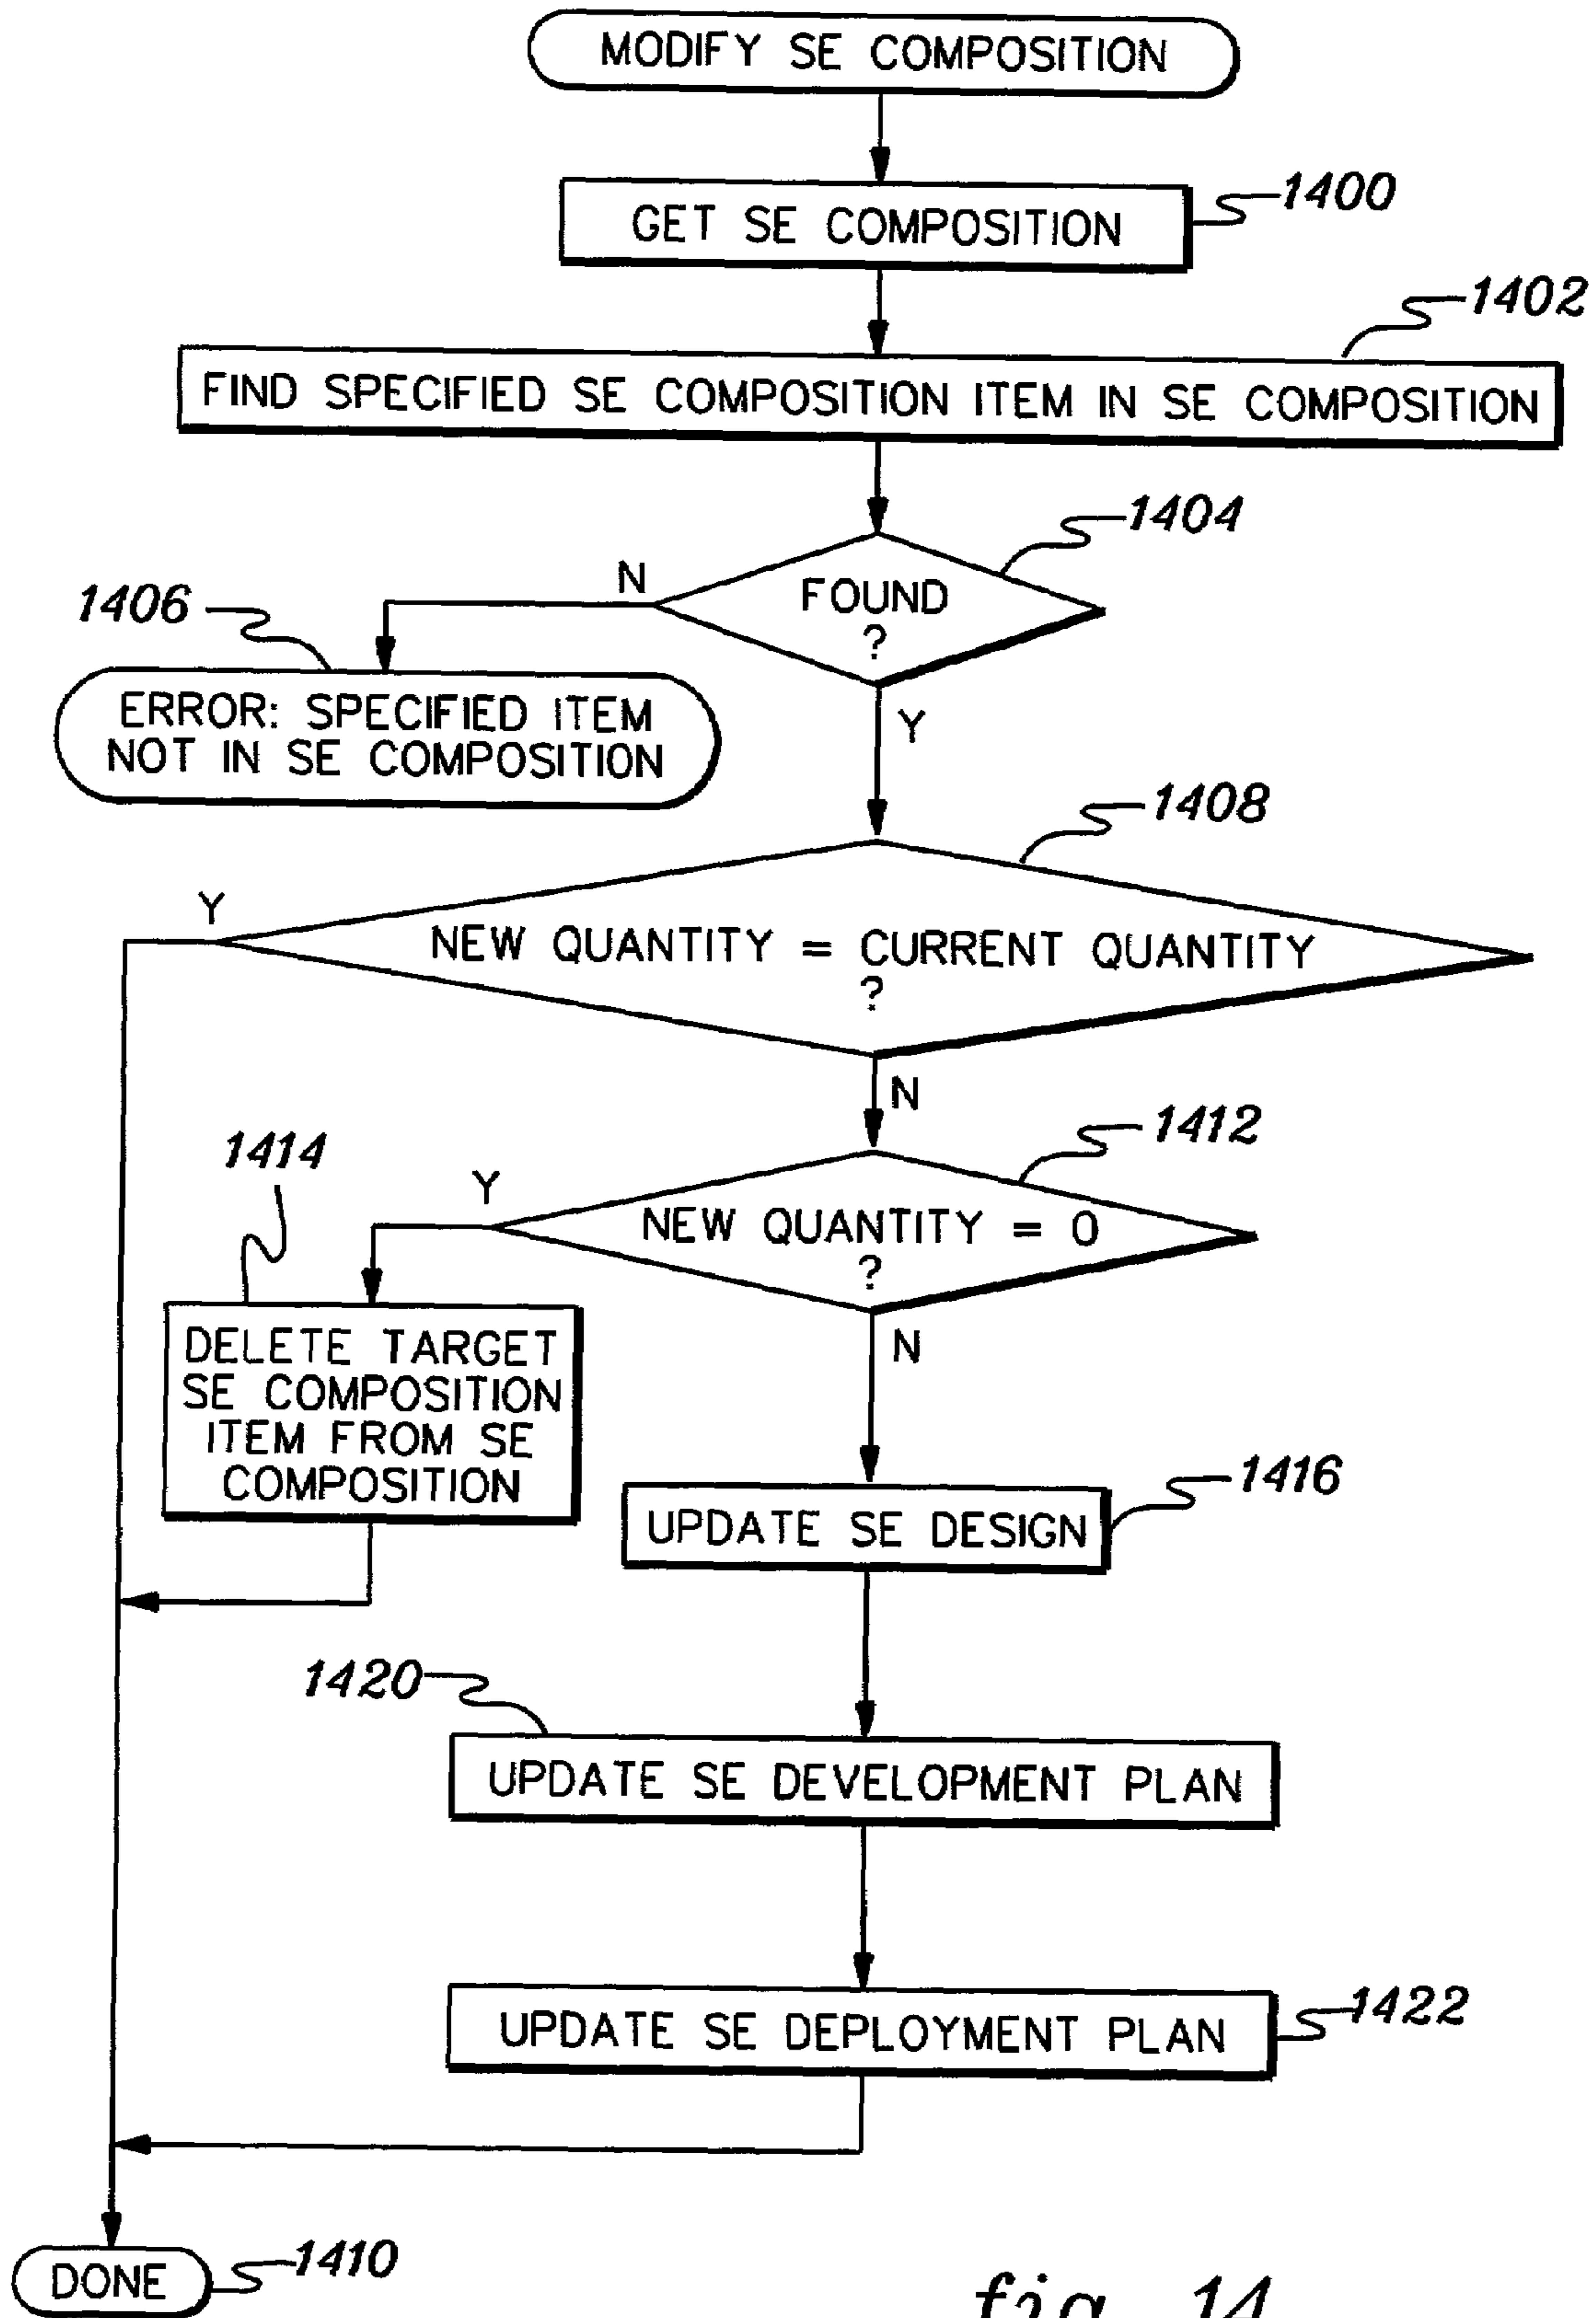 MODIFY SE COMPOSITION
GET SE COMPOSITION
1400
1402
FIND SPECIFIED SE COMPOSITION ITEM IN SE COMPOSITION
1404
N
FOUND
?
1406
ERROR: SPECIFIED ITEM
NOT IN SE COMPOSITION
Y
1408
Y
NEW QUANTITY = CURRENT QUANTITY
?
N
1412
1414
Y
NEW QUANTITY = 0
?
N
DELETE TARGET
SE COMPOSITION
ITEM FROM SE
COMPOSITION
1416
UPDATE SE DESIGN
1420
UPDATE SE DEVELOPMENT PLAN
UPDATE SE DEPLOYMENT PLAN
1422
DONE
1410
fig. 14